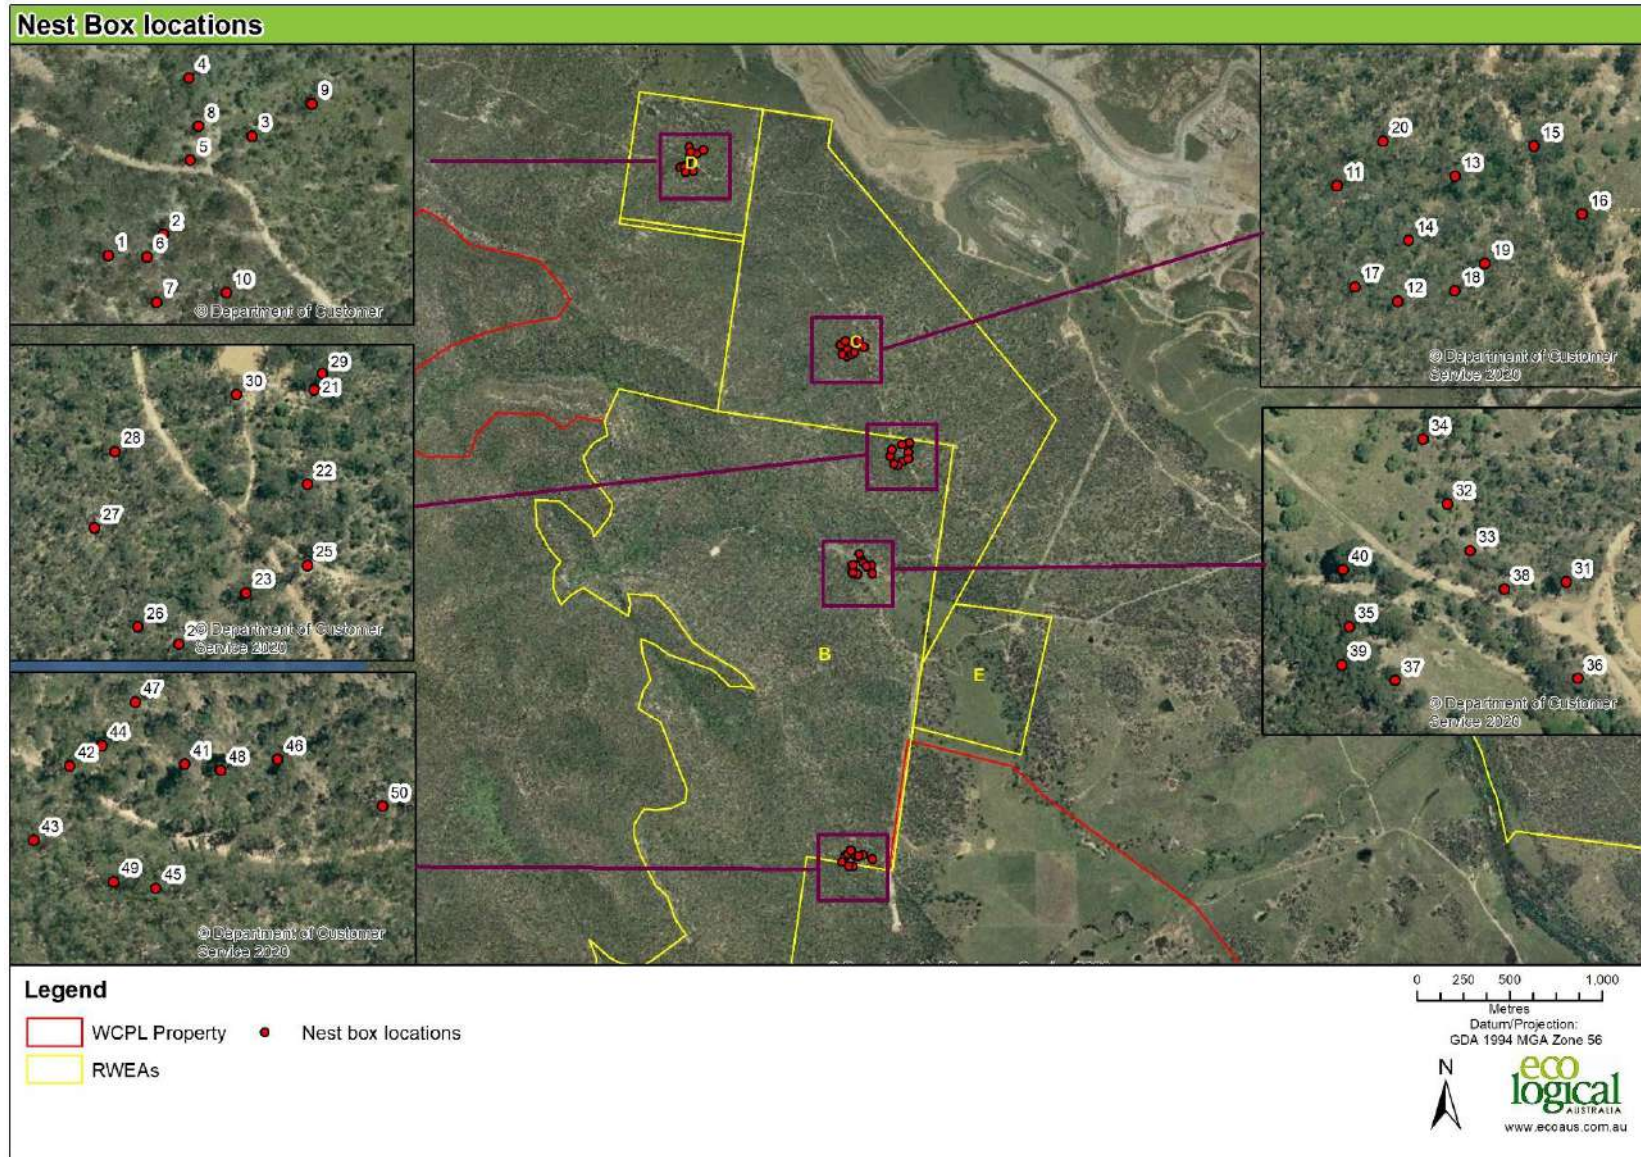 Nest Box locations
4
9
8
3
5
2
1
6
10
7
© Department of Customer
20
15
13
11
16
14
19
17
18
12
© Department of Customer
Service 2020
29
30
21
28
22
27
25
23
26
© Department of Customer
Service 2020
34
32
33
40
31
38
35
39
37
36
© Department of Customer
Service 2020
47
44
42
41
48
46
50
43
49
45
© Department of Customer
Service 2020
D
C
B
E
Legend
WCPL Property
Nest box locations
RWEAs
0 250 500 1,000
Metres
Datum/Projection:
GDA 1994 MGA Zone 56
N
eco
logical
AUSTRALIA
www.ecoaus.com.au